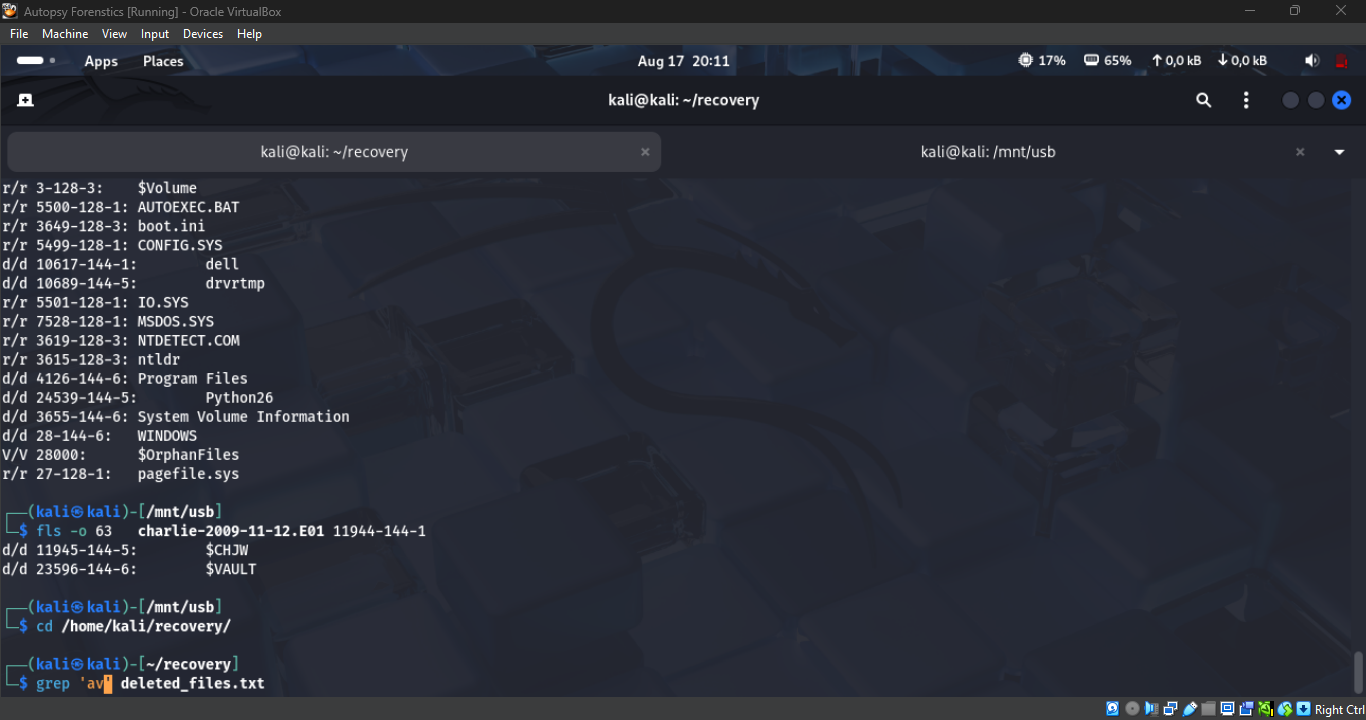 Autopsy Forenstics [Running] - Oracle VirtualBox
File Machine View Input Devices Help
Apps Places Aug 17 20:11 17% 65% ↑0,0 kB ↓0,0 kB
kali@kali: ~/recovery
kali@kali: ~/recovery × kali@kali: /mnt/usb ×
r/r 3-128-3: $Volume
r/r 5500-128-1: AUTOEXEC.BAT
r/r 3649-128-3: boot.ini
r/r 5499-128-1: CONFIG.SYS
d/d 10617-144-1: dell
d/d 10689-144-5: drvrtmp
r/r 5501-128-1: IO.SYS
r/r 7528-128-1: MSDOS.SYS
r/r 3619-128-3: NTDETECT.COM
r/r 3615-128-3: ntldr
d/d 4126-144-6: Program Files
d/d 24539-144-5: Python26
d/d 3655-144-6: System Volume Information
d/d 28-144-6: WINDOWS
V/V 28000: $OrphanFiles
r/r 27-128-1: pagefile.sys
┌──(kali㉿kali)-[/mnt/usb]
└─$ fls -o 63 charlie-2009-11-12.E01 11944-144-1
d/d 11945-144-5: $CHJW
d/d 23596-144-6: $VAULT
┌──(kali㉿kali)-[/mnt/usb]
└─$ cd /home/kali/recovery/
┌──(kali㉿kali)-[~/recovery]
└─$ grep 'av' deleted_files.txt
Right Ctrl